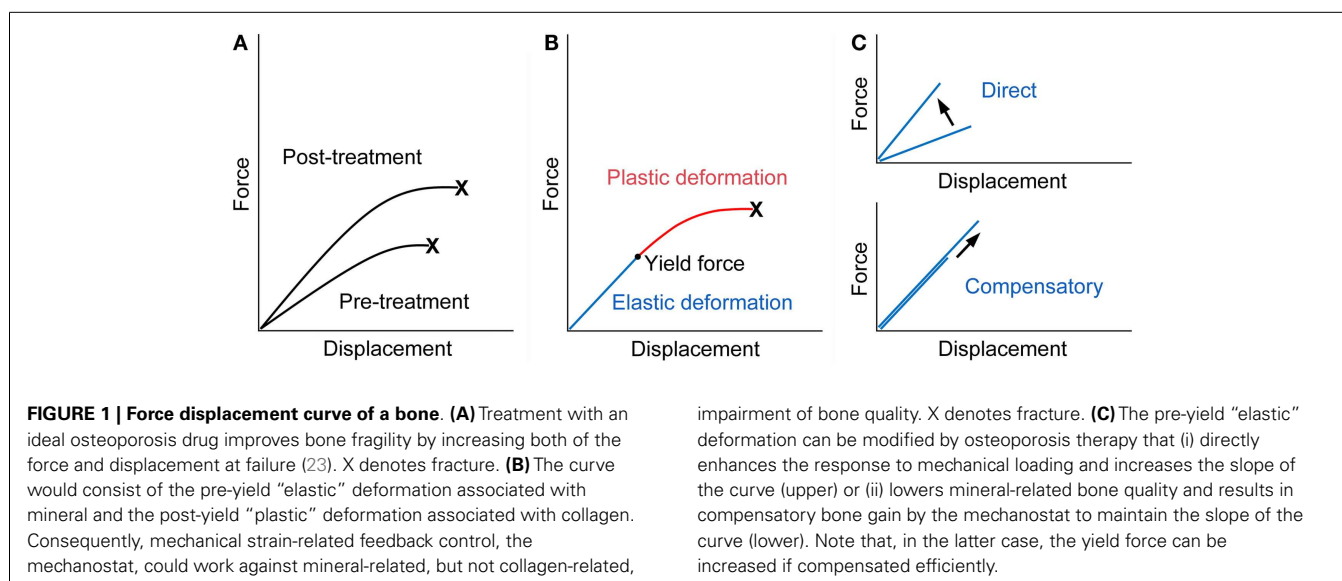 A
Force
Post-treatment
X
X
Pre-treatment
Displacement
B
Force
Plastic deformation
X
Yield force
Elastic deformation
Displacement
C
Force
Direct
Displacement
Force
Compensatory
Displacement
FIGURE 1 | Force displacement curve of a bone. (A) Treatment with an
ideal osteoporosis drug improves bone fragility by increasing both of the
force and displacement at failure (23). X denotes fracture. (B) The curve
would consist of the pre-yield “elastic” deformation associated with
mineral and the post-yield “plastic” deformation associated with collagen.
Consequently, mechanical strain-related feedback control, the
mechanostat, could work against mineral-related, but not collagen-related,
impairment of bone quality. X denotes fracture. (C) The pre-yield “elastic”
deformation can be modified by osteoporosis therapy that (i) directly
enhances the response to mechanical loading and increases the slope of
the curve (upper) or (ii) lowers mineral-related bone quality and results in
compensatory bone gain by the mechanostat to maintain the slope of the
curve (lower). Note that, in the latter case, the yield force can be
increased if compensated efficiently.